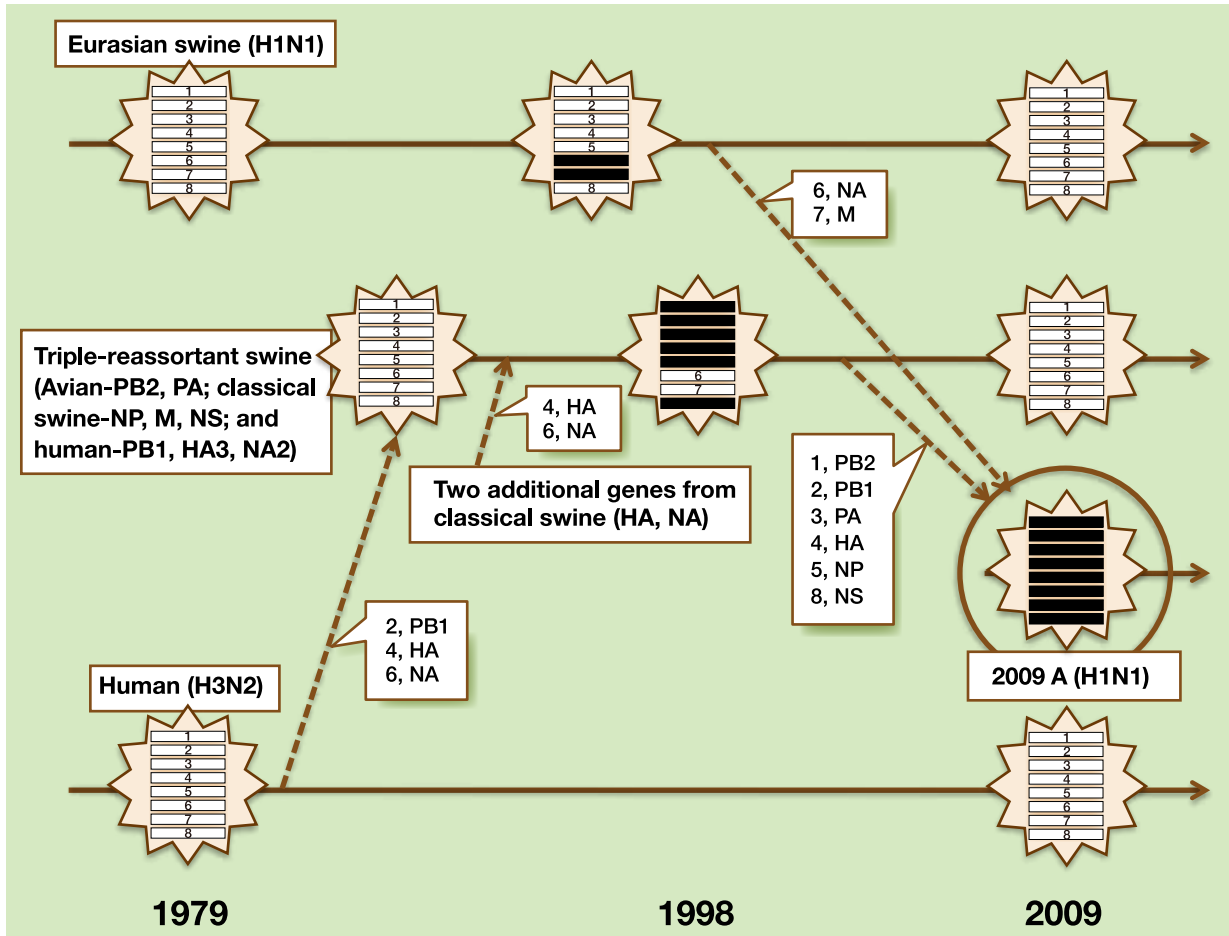 Eurasian swine (H1N1)
1
2
3
4
5
6
7
8
1
2
3
4
5
8
1
2
3
4
5
6
7
8
6, NA
7, M
Triple-reassortant swine
(Avian-PB2, PA; classical
swine-NP, M, NS; and
human-PB1, HA3, NA2)
1
2
3
4
5
6
7
8
4, HA
6, NA
Two additional genes from
classical swine (HA, NA)
6
7
1
2
3
4
5
6
7
8
1, PB2
2, PB1
3, PA
4, HA
5, NP
8, NS
2009 A (H1N1)
2, PB1
4, HA
6, NA
Human (H3N2)
1
2
3
4
5
6
7
8
1
2
3
4
5
6
7
8
1979
1998
2009